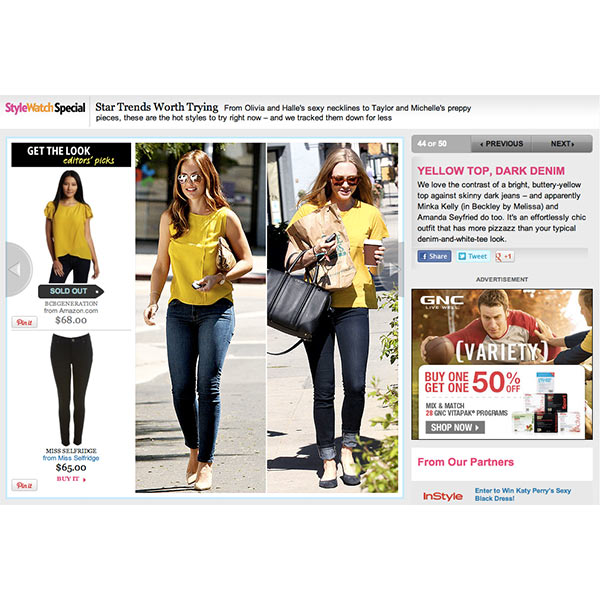 StyleWatch Special
Star Trends Worth Trying From Olivia and Halle's sexy necklines to Taylor and Michelle's preppy
pieces, these are the hot styles to try right now – and we tracked them down for less
GET THE LOOK
editors' picks
SOLD OUT
BCBGENERATION
from Amazon.com
$68.00
Pin it
MISS SELFRIDGE
from Miss Selfridge
$65.00
BUY IT
Pin it
44 of 50
PREVIOUS
NEXT
YELLOW TOP, DARK DENIM
We love the contrast of a bright, buttery-yellow
top against skinny dark jeans – and apparently
Minka Kelly (in Beckley by Melissa) and
Amanda Seyfried do too. It's an effortlessly chic
outfit that has more pizzazz than your typical
denim-and-white-tee look.
Share
Tweet
+1
ADVERTISEMENT
GNC
LIVE WELL.
{VARIETY}
BUY ONE
GET ONE 50% OFF
MIX & MATCH
28 GNC VITAPAK® PROGRAMS
SHOW NOW
From Our Partners
InStyle
Enter to Win Katy Perry's Sexy
Black Dress!